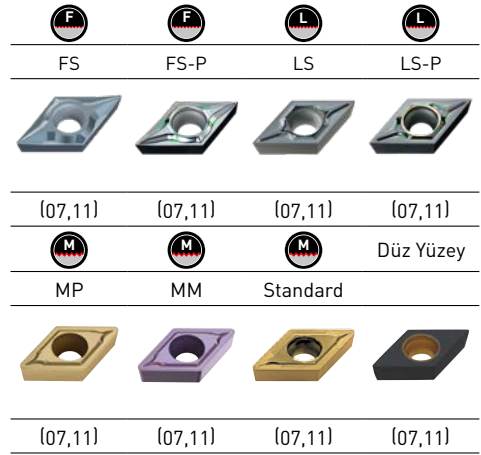 F F L L
FS FS-P LS LS-P
(07,11) (07,11) (07,11) (07,11)
M M M Düz Yüzey
MP MM Standard
(07,11) (07,11) (07,11) (07,11)